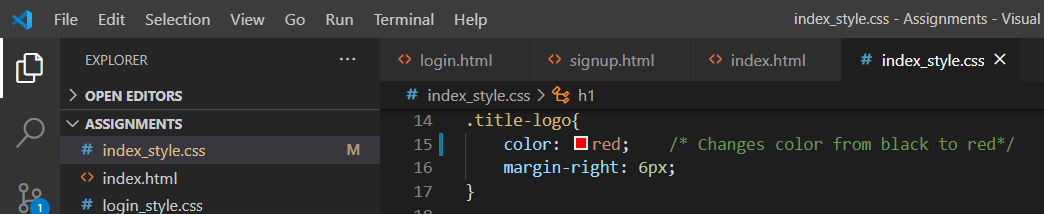 File Edit Selection View Go Run Terminal Help index_style.css - Assignments - Visual
EXPLORER ···
OPEN EDITORS
ASSIGNMENTS
# index_style.css M
<> index.html
# login_style.css
1
<> login.html <> signup.html <> index.html # index_style.css ×
# index_style.css > h1
14 .title-logo{
15 color: red; /* Changes color from black to red*/
16 margin-right: 6px;
17 }
18